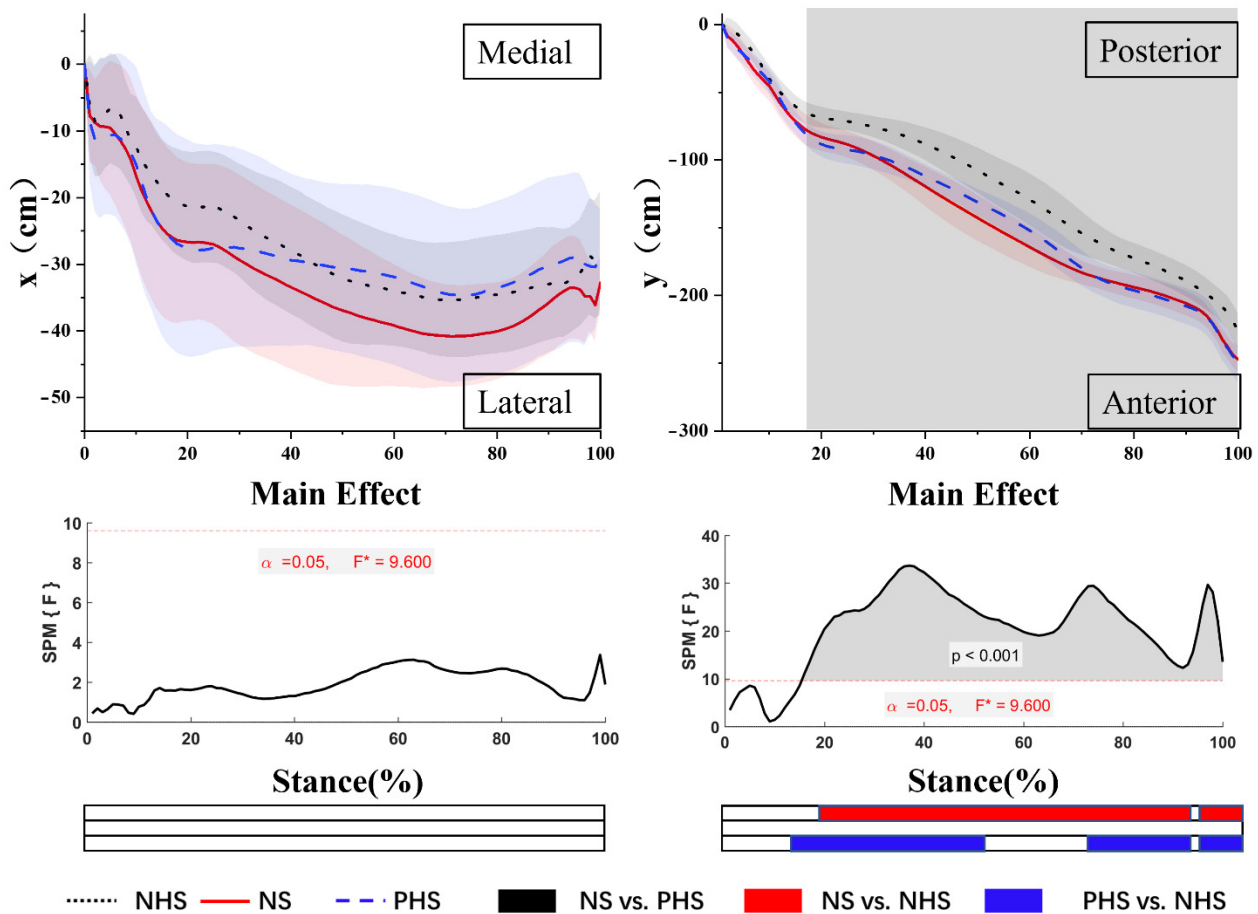 Medial
Lateral
x（cm）
0
−10
−20
−30
−40
−50
0 20 40 60 80 100
Main Effect
Posterior
Anterior
y（cm）
0
−100
−200
−300
0 20 40 60 80 100
Main Effect
SPM { F }
10
8
6
4
2
0
α =0.05, F* = 9.600
0 20 40 60 80 100
Stance(%)
SPM { F }
40
30
20
10
0
p < 0.001
α =0.05, F* = 9.600
0 20 40 60 80 100
Stance(%)
NHS NS PHS NS vs. PHS NS vs. NHS PHS vs. NHS